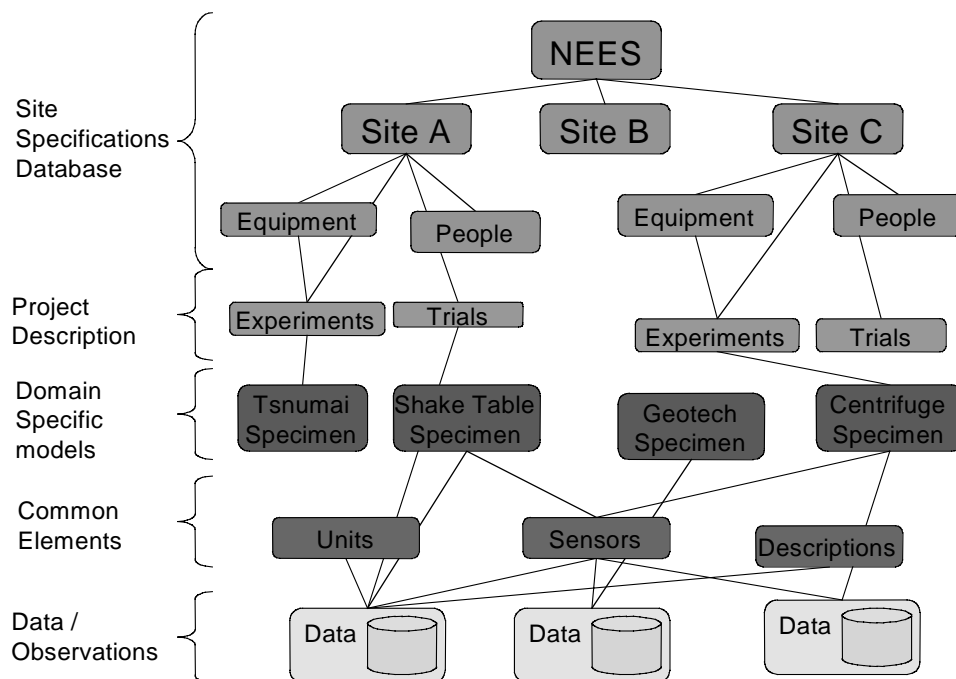 NEES
Site
Specifications
Database
Site A
Site B
Site C
Equipment
People
Equipment
People
Project
Description
Experiments
Trials
Experiments
Trials
Domain
Specific
models
Tsnumai
Specimen
Shake Table
Specimen
Geotech
Specimen
Centrifuge
Specimen
Common
Elements
Units
Sensors
Descriptions
Data /
Observations
Data
Data
Data